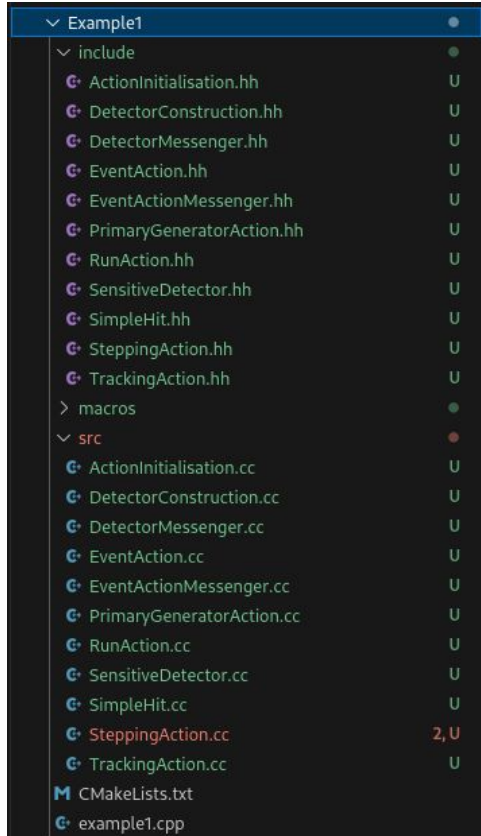 Example1
include
ActionInitialisation.hh U
DetectorConstruction.hh U
DetectorMessenger.hh U
EventAction.hh U
EventActionMessenger.hh U
PrimaryGeneratorAction.hh U
RunAction.hh U
SensitiveDetector.hh U
SimpleHit.hh U
SteppingAction.hh U
TrackingAction.hh U
macros
src
ActionInitialisation.cc U
DetectorConstruction.cc U
DetectorMessenger.cc U
EventAction.cc U
EventActionMessenger.cc U
PrimaryGeneratorAction.cc U
RunAction.cc U
SensitiveDetector.cc U
SimpleHit.cc U
SteppingAction.cc 2, U
TrackingAction.cc U
M CMakeLists.txt
example1.cpp